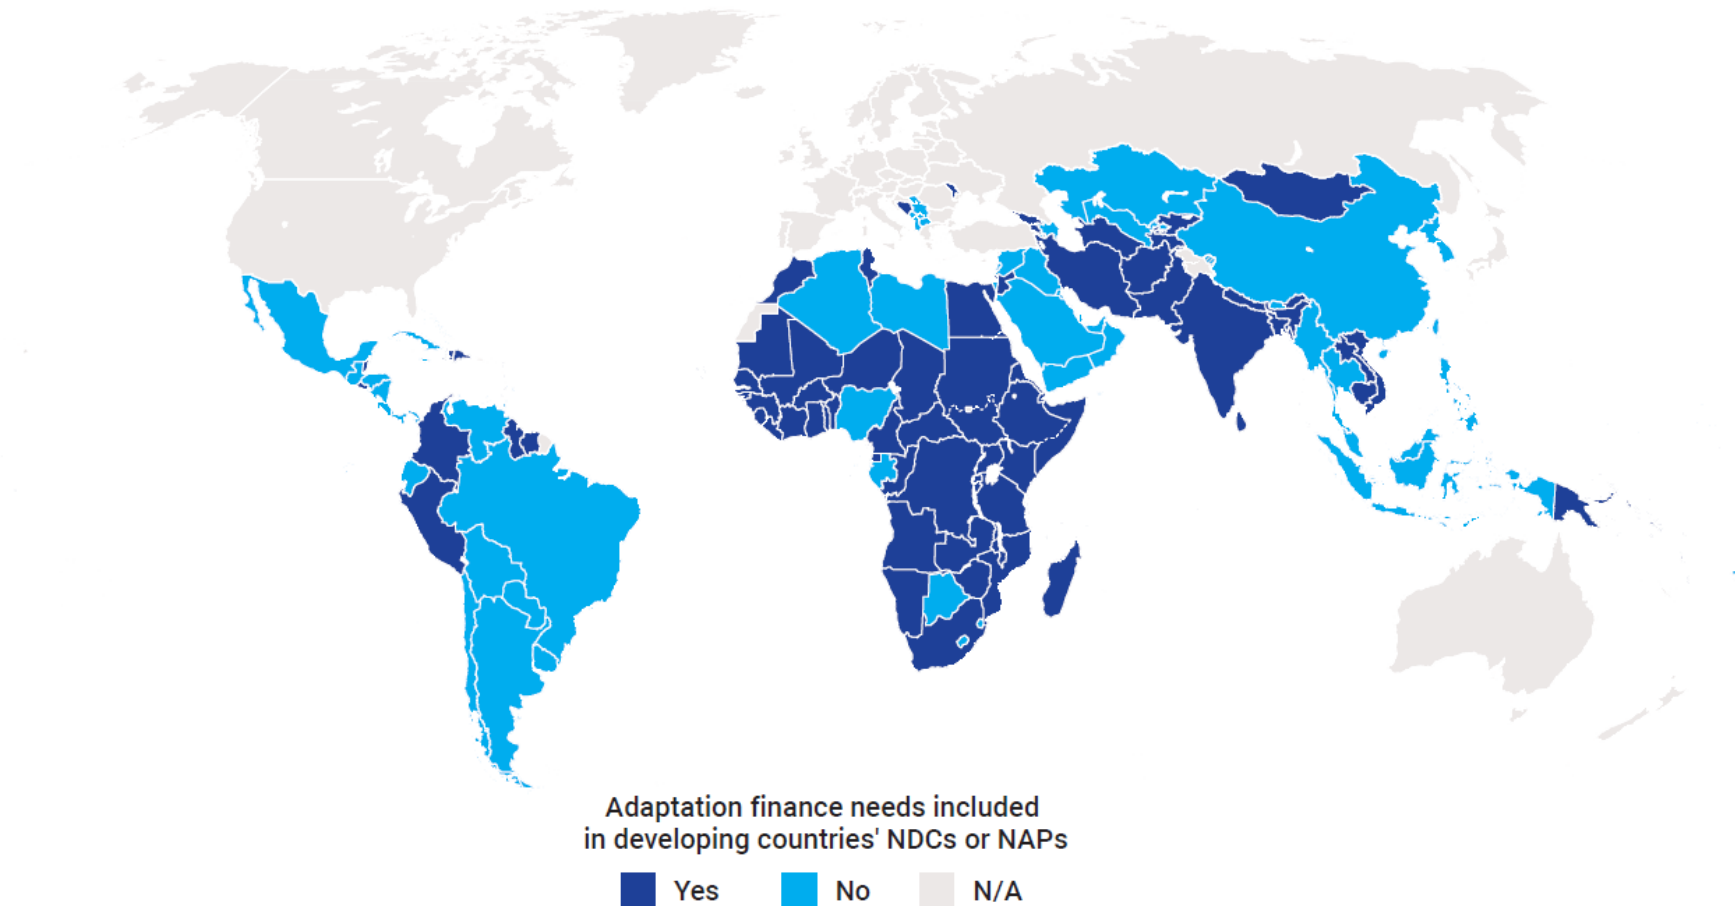 Adaptation finance needs included
in developing countries' NDCs or NAPs
Yes No N/A